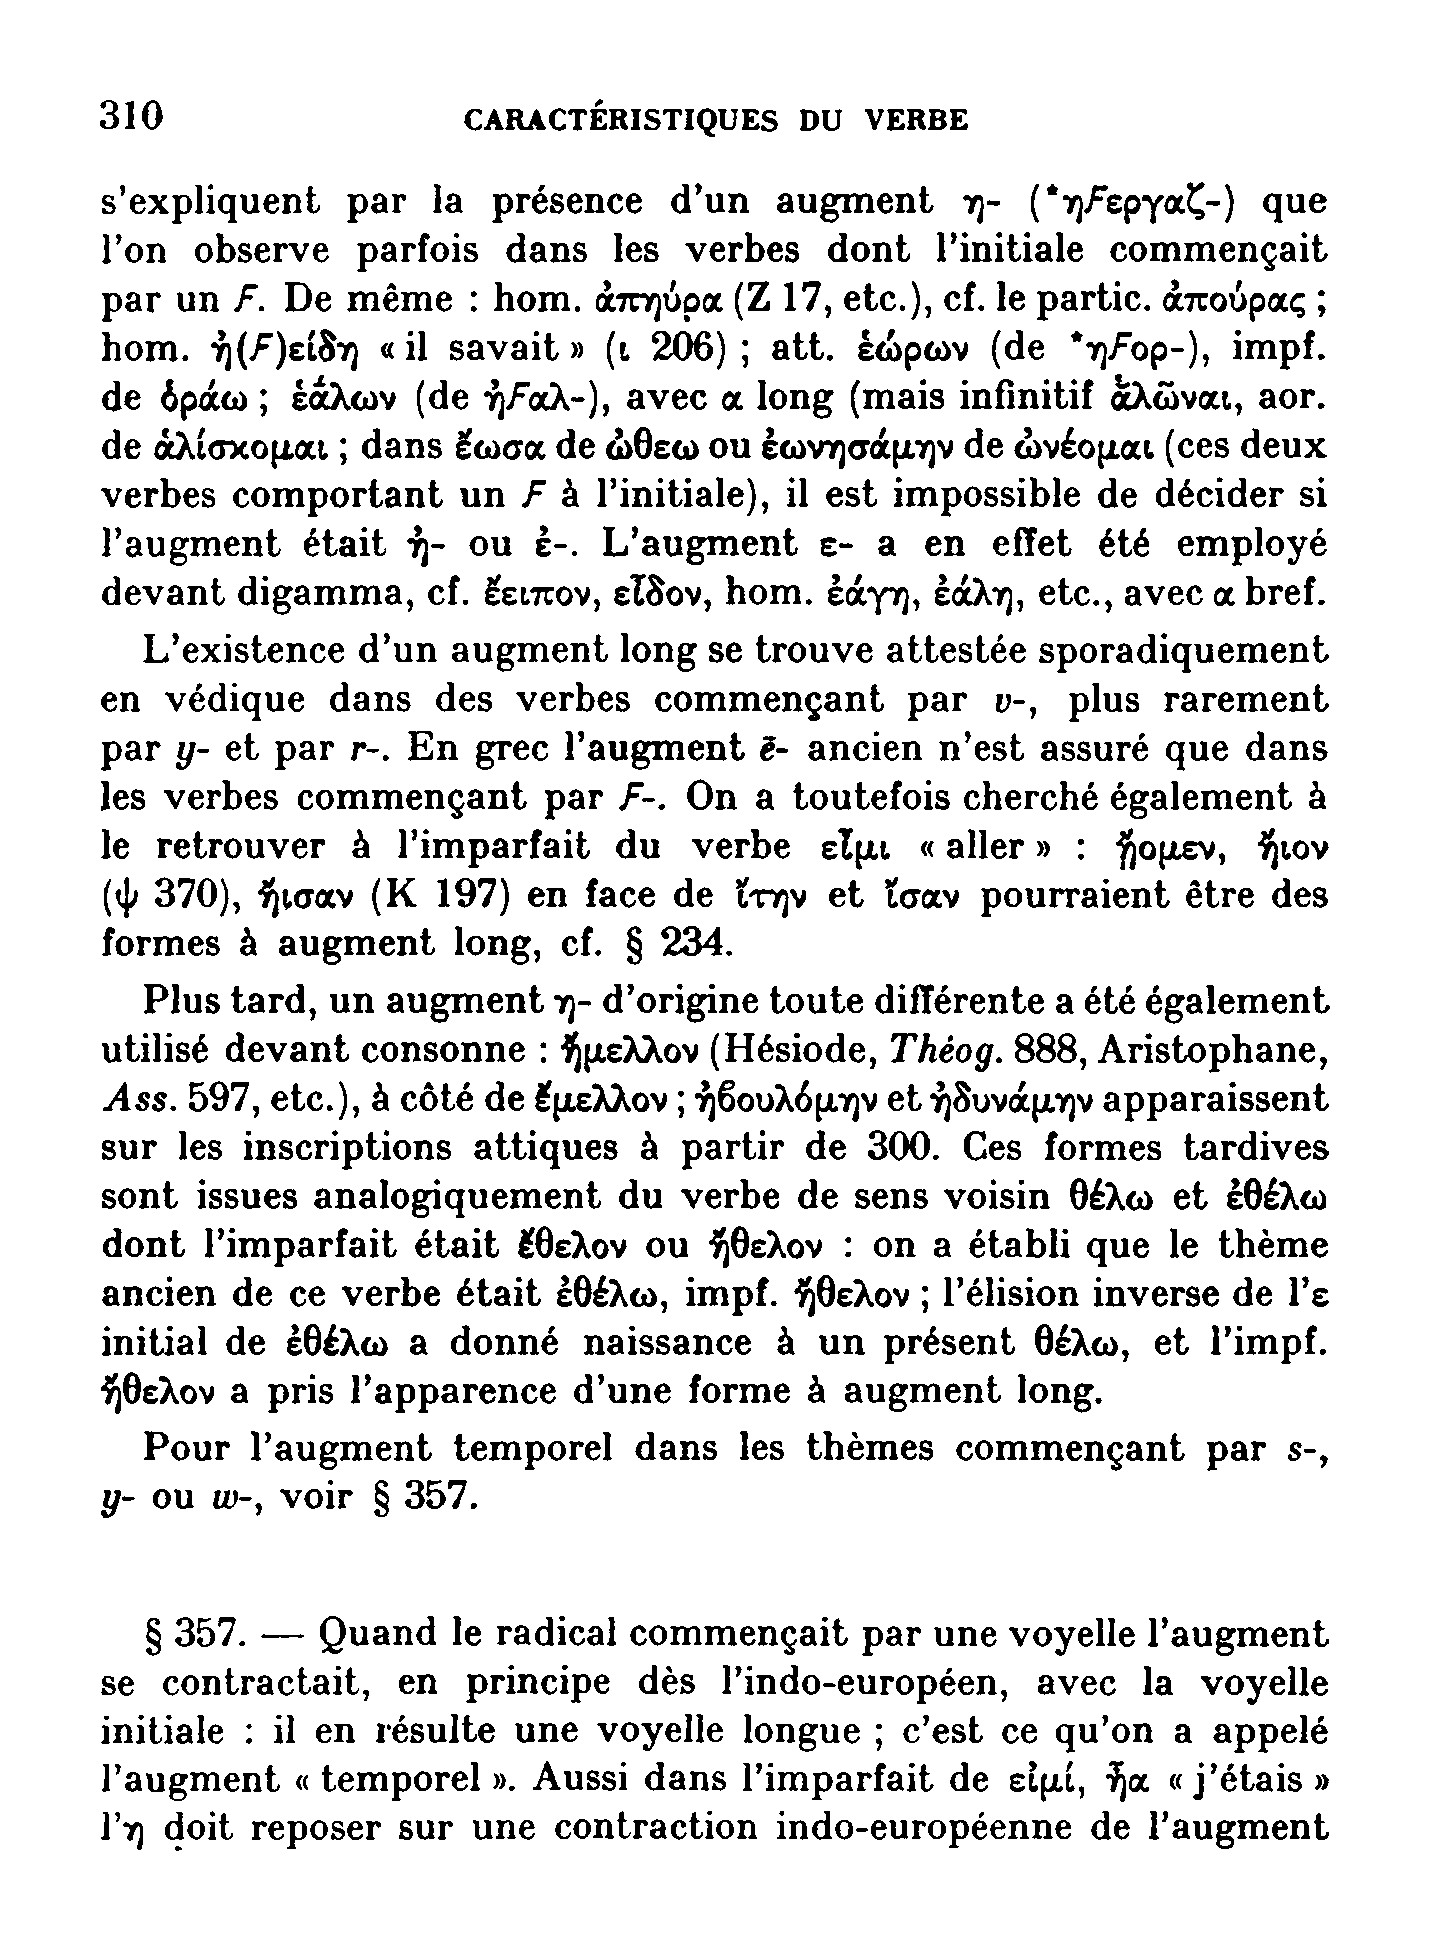 310 CARACTÉRISTIQUES DU VERBE
s'expliquent par la présence d'un augment η- (*ηϜεργαζ-) que
l'on observe parfois dans les verbes dont l'initiale commençait
par un Ϝ. De même : hom. ἀπηύρα (Z 17, etc.), cf. le partic. ἀπούρας ;
hom. ἠ(Ϝ)είδη « il savait » (ι 206) ; att. ἑώρων (de *ηϜορ-), impf.
de ὁράω ; ἑά̄λων (de ἠϜαλ-), avec α long (mais infinitif ἁ̆λῶναι, aor.
de ἁλίσκομαι ; dans ἔωσα de ὠθεω ou ἐωνησάμην de ὠνέομαι (ces deux
verbes comportant un Ϝ à l'initiale), il est impossible de décider si
l'augment était ἠ- ou ἐ-. L'augment ε- a en effet été employé
devant digamma, cf. ἔειπον, εἶδον, hom. ἐάγη, ἐάλη, etc., avec α bref.
L'existence d'un augment long se trouve attestée sporadiquement
en védique dans des verbes commençant par v-, plus rarement
par y- et par r-. En grec l'augment ē- ancien n'est assuré que dans
les verbes commençant par Ϝ-. On a toutefois cherché également à
le retrouver à l'imparfait du verbe εἶμι « aller » : ᾔομεν, ἤιον
(ψ 370), ἤισαν (K 197) en face de ἴτην et ἴσαν pourraient être des
formes à augment long, cf. § 234.
Plus tard, un augment η- d'origine toute différente a été également
utilisé devant consonne : ἤμελλον (Hésiode, Théog. 888, Aristophane,
Ass. 597, etc.), à côté de ἔμελλον ; ἠβουλόμην et ἠδυνάμην apparaissent
sur les inscriptions attiques à partir de 300. Ces formes tardives
sont issues analogiquement du verbe de sens voisin θέλω et ἐθέλω
dont l'imparfait était ἔθελον ou ἤθελον : on a établi que le thème
ancien de ce verbe était ἐθέλω, impf. ἤθελον ; l'élision inverse de l'ε
initial de ἐθέλω a donné naissance à un présent θέλω, et l'impf.
ἤθελον a pris l'apparence d'une forme à augment long.
Pour l'augment temporel dans les thèmes commençant par s-,
y- ou w-, voir § 357.
§ 357. — Quand le radical commençait par une voyelle l'augment
se contractait, en principe dès l'indo-européen, avec la voyelle
initiale : il en résulte une voyelle longue ; c'est ce qu'on a appelé
l'augment « temporel ». Aussi dans l'imparfait de εἰμί, ἦα « j'étais »
l'η doit reposer sur une contraction indo-européenne de l'augment